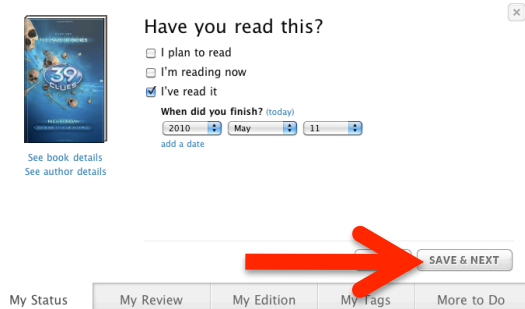 39
CLUES
See book details
See author details
Have you read this?
I plan to read
I'm reading now
I've read it
When did you finish? (today)
2010 May 11
add a date
SAVE & NEXT
My Status My Review My Edition My Tags More to Do